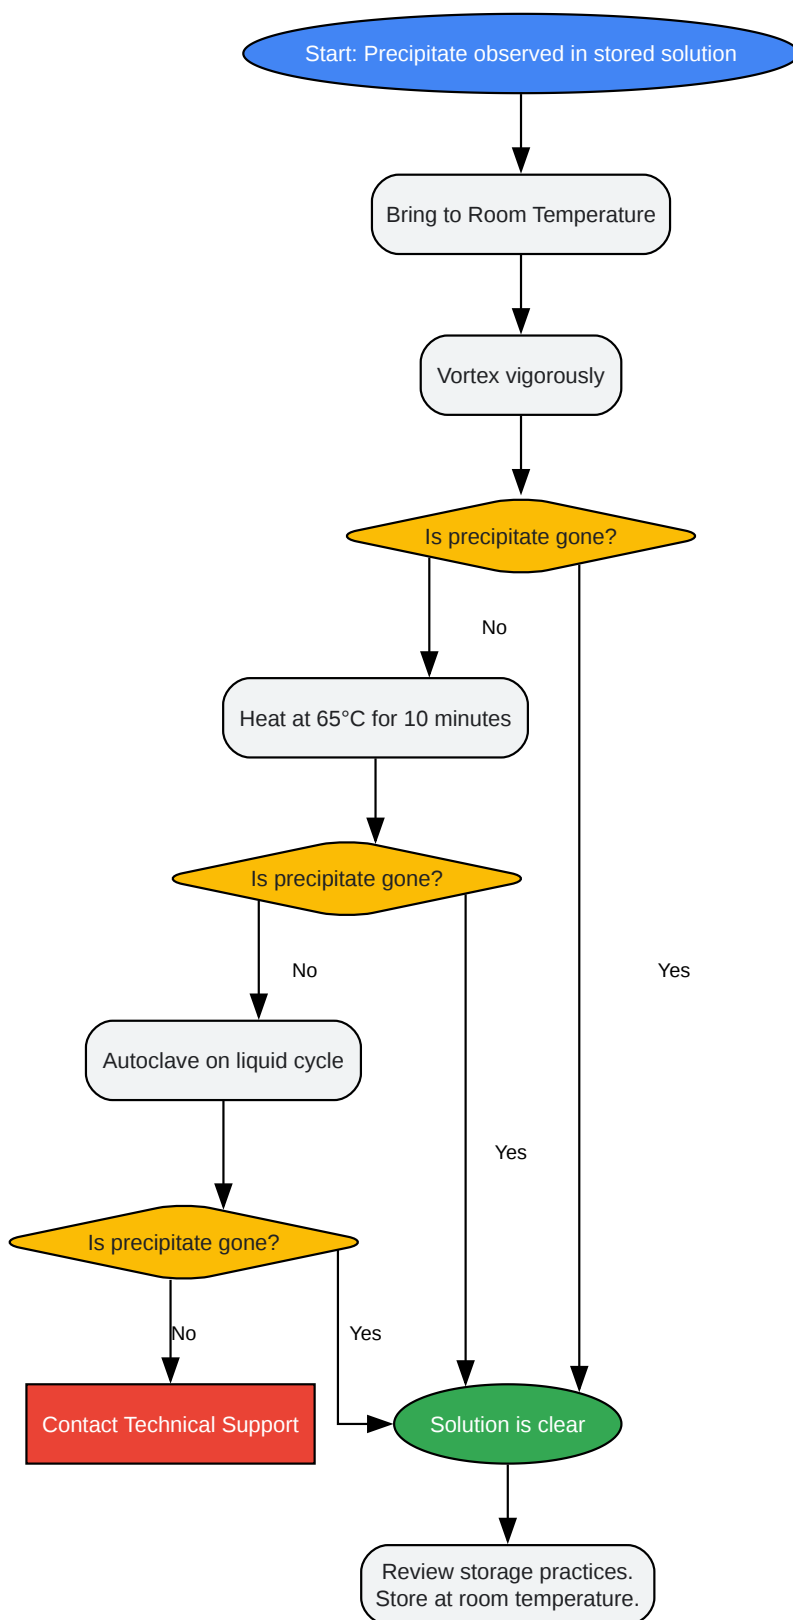 Start: Precipitate observed in stored solution
Bring to Room Temperature
Vortex vigorously
Is precipitate gone?
No
Heat at 65°C for 10 minutes
Is precipitate gone?
No
Yes
Autoclave on liquid cycle
Yes
Is precipitate gone?
No
Yes
Contact Technical Support
Solution is clear
Review storage practices.
Store at room temperature.